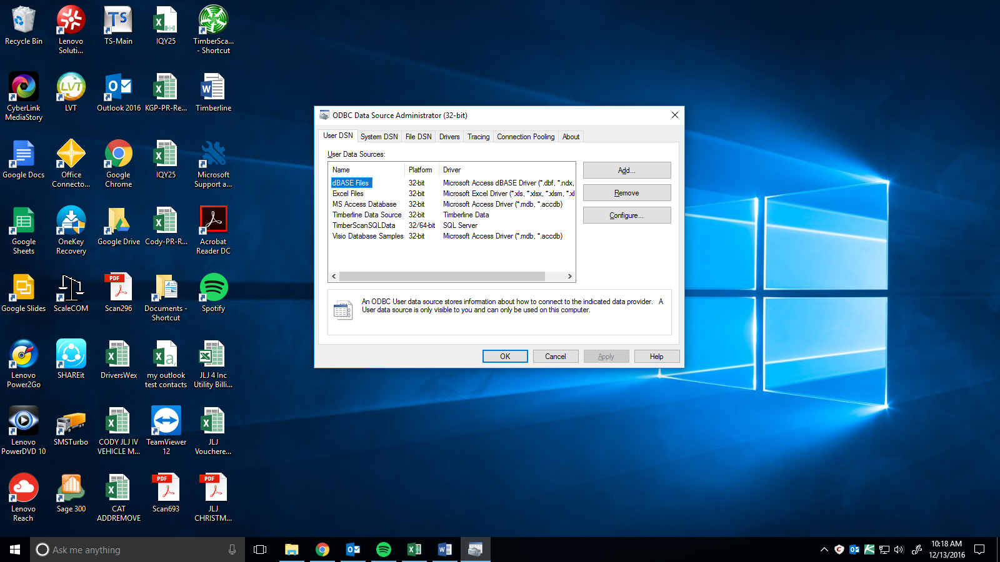 Recycle Bin
Lenovo
Soluti...
TS
TS-Main
IQY25
TimberSca...
- Shortcut
CyberLink
MediaStory
LVT
LVT
Outlook 2016
KGP-PR-Re...
Timberline
Google Docs
Office
Connecto...
Google
Chrome
IQY25
Microsoft
Support a...
Google
Sheets
OneKey
Recovery
Google Drive
Cody-PR-R...
Acrobat
Reader DC
Google Slides
ScaleCOM
PDF
Scan296
Documents -
Shortcut
Spotify
Lenovo
Power2Go
SHAREit
DriversWex
my outlook
test contacts
JLJ 4 Inc
Utility Billi...
Lenovo
PowerDVD 10
SMSTurbo
CODY JLJ IV
VEHICLE M...
TeamViewer
12
JLJ
Vouchere...
Lenovo
Reach
Sage 300
CAT
ADDREMOVE
PDF
Scan693
PDF
JLJ
CHRISTM...
ODBC Data Source Administrator (32-bit)
User DSN
System DSN
File DSN
Drivers
Tracing
Connection Pooling
About
User Data Sources:
Name Platform Driver
dBASE Files 32-bit Microsoft Access dBASE Driver (*.dbf, *.ndx,
Excel Files 32-bit Microsoft Excel Driver (*.xls, *.xlsx, *.xlsm, *.xl
MS Access Database 32-bit Microsoft Access Driver (*.mdb, *.accdb)
Timberline Data Source 32-bit Timberline Data
TimberScanSQLData 32/64-bit SQL Server
Visio Database Samples 32-bit Microsoft Access Driver (*.mdb, *.accdb)
Add...
Remove
Configure...
An ODBC User data source stores information about how to connect to the indicated data provider. A
User data source is only visible to you and can only be used on this computer.
OK
Cancel
Apply
Help
Ask me anything
10:18 AM
12/13/2016